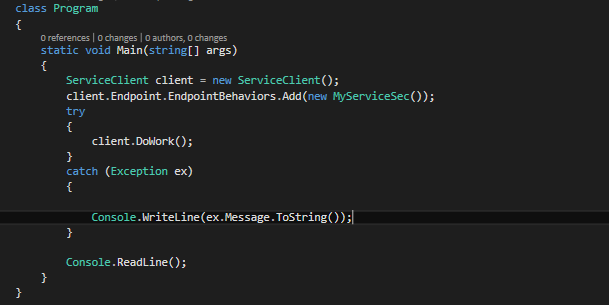 class Program
{
0 references | 0 changes | 0 authors, 0 changes
static void Main(string[] args)
{
ServiceClient client = new ServiceClient();
client.Endpoint.EndpointBehaviors.Add(new MyServiceSec());
try
{
client.DoWork();
}
catch (Exception ex)
{
Console.WriteLine(ex.Message.ToString());
}
Console.ReadLine();
}
}